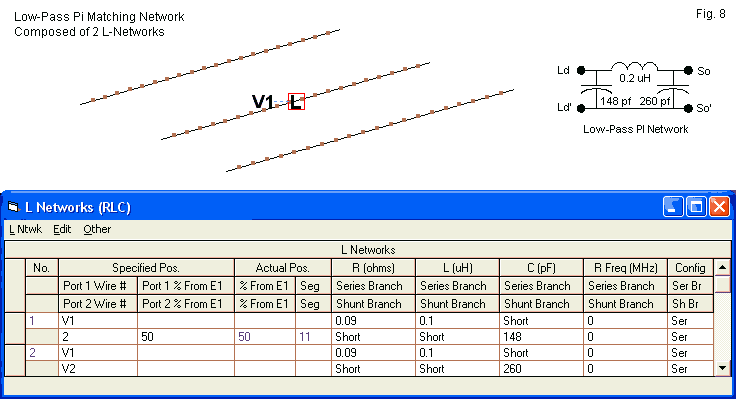 Low-Pass Pi Matching Network
Composed of 2 L-Networks
Fig. 8
V1 L
Ld So
0.2 uH
148 pf 260 pf
Ld' So'
Low-Pass PI Network
L Networks (RLC)
L Ntwk Edit Other
L Networks
No. Specified Pos. Actual Pos. R (ohms) L (uH) C (pF) R Freq (MHz) Config
Port 1 Wire # Port 1 % From E1 % From E1 Seg Series Branch Series Branch Series Branch Series Branch Ser Br
Port 2 Wire # Port 2 % From E1 % From E1 Seg Shunt Branch Shunt Branch Shunt Branch Shunt Branch Sh Br
1 V1 0.09 0.1 Short 0 Ser
2 50 50 11 Short Short 148 0 Ser
2 V1 0.09 0.1 Short 0 Ser
V2 Short Short 260 0 Ser